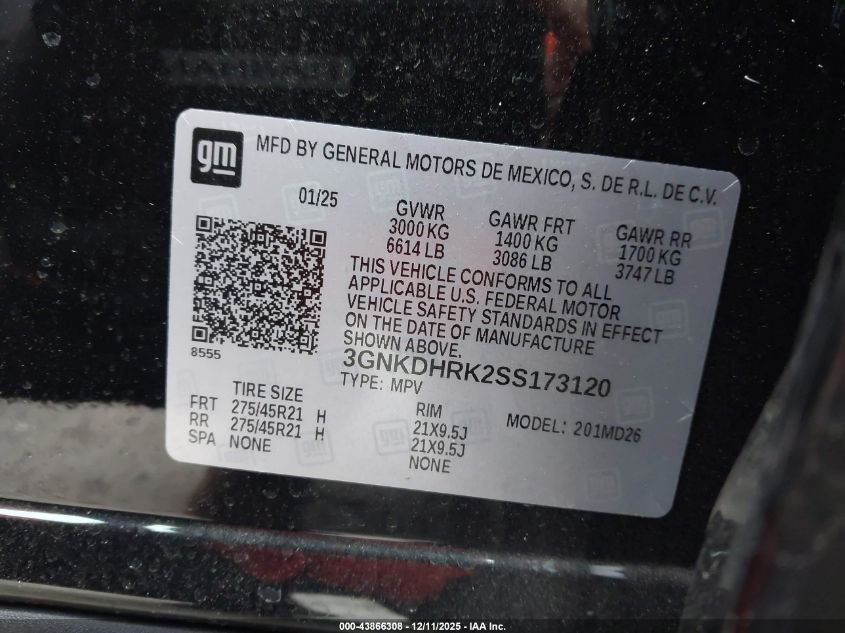 gm
MFD BY GENERAL MOTORS DE MEXICO, S. DE R.L. DE C.V.
01/25
GVWR GAWR FRT GAWR RR
3000 KG 1400 KG 1700 KG
6614 LB 3086 LB 3747 LB
THIS VEHICLE CONFORMS TO ALL
APPLICABLE U.S. FEDERAL MOTOR
VEHICLE SAFETY STANDARDS IN EFFECT
ON THE DATE OF MANUFACTURE
SHOWN ABOVE.
8555
3GNKDHRK2SS173120
TYPE: MPV
TIRE SIZE RIM MODEL: 201MD26
FRT 275/45R21 H 21X9.5J
RR 275/45R21 H 21X9.5J
SPA NONE NONE
000-43866308 - 12/11/2025 - IAA Inc.